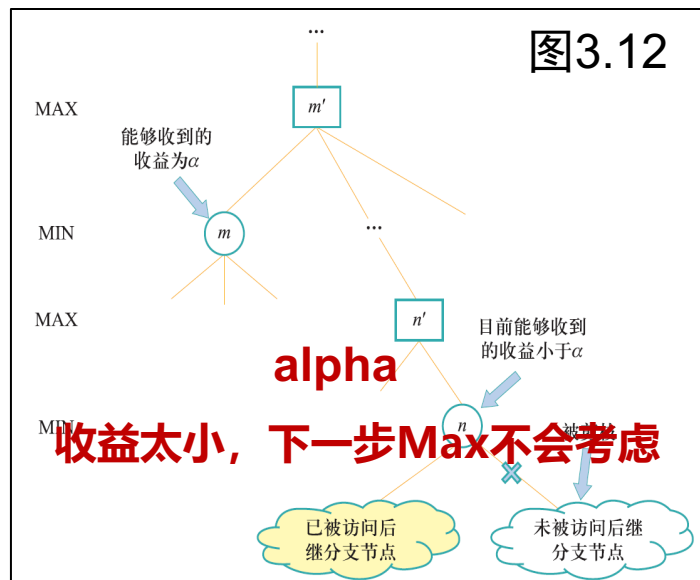 ...
图3.12
MAX
m′
能够收到的
收益为α
MIN
m
...
MAX
n′
目前能够收到
的收益小于α
alpha
MIN
n
收益太小，下一步Max不会考虑
已被访问后
继分支节点
未被访问后继
分支节点